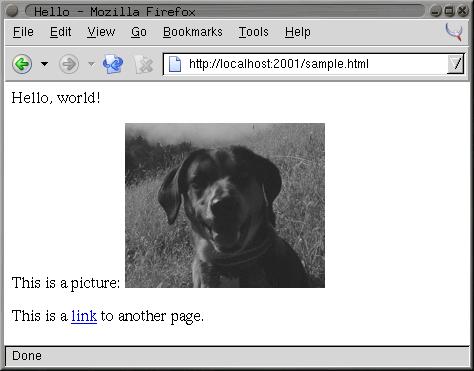 Hello - Mozilla Firefox
File Edit View Go Bookmarks Tools Help
http://localhost:2001/sample.html
Hello, world!
This is a picture:
This is a link to another page.
Done